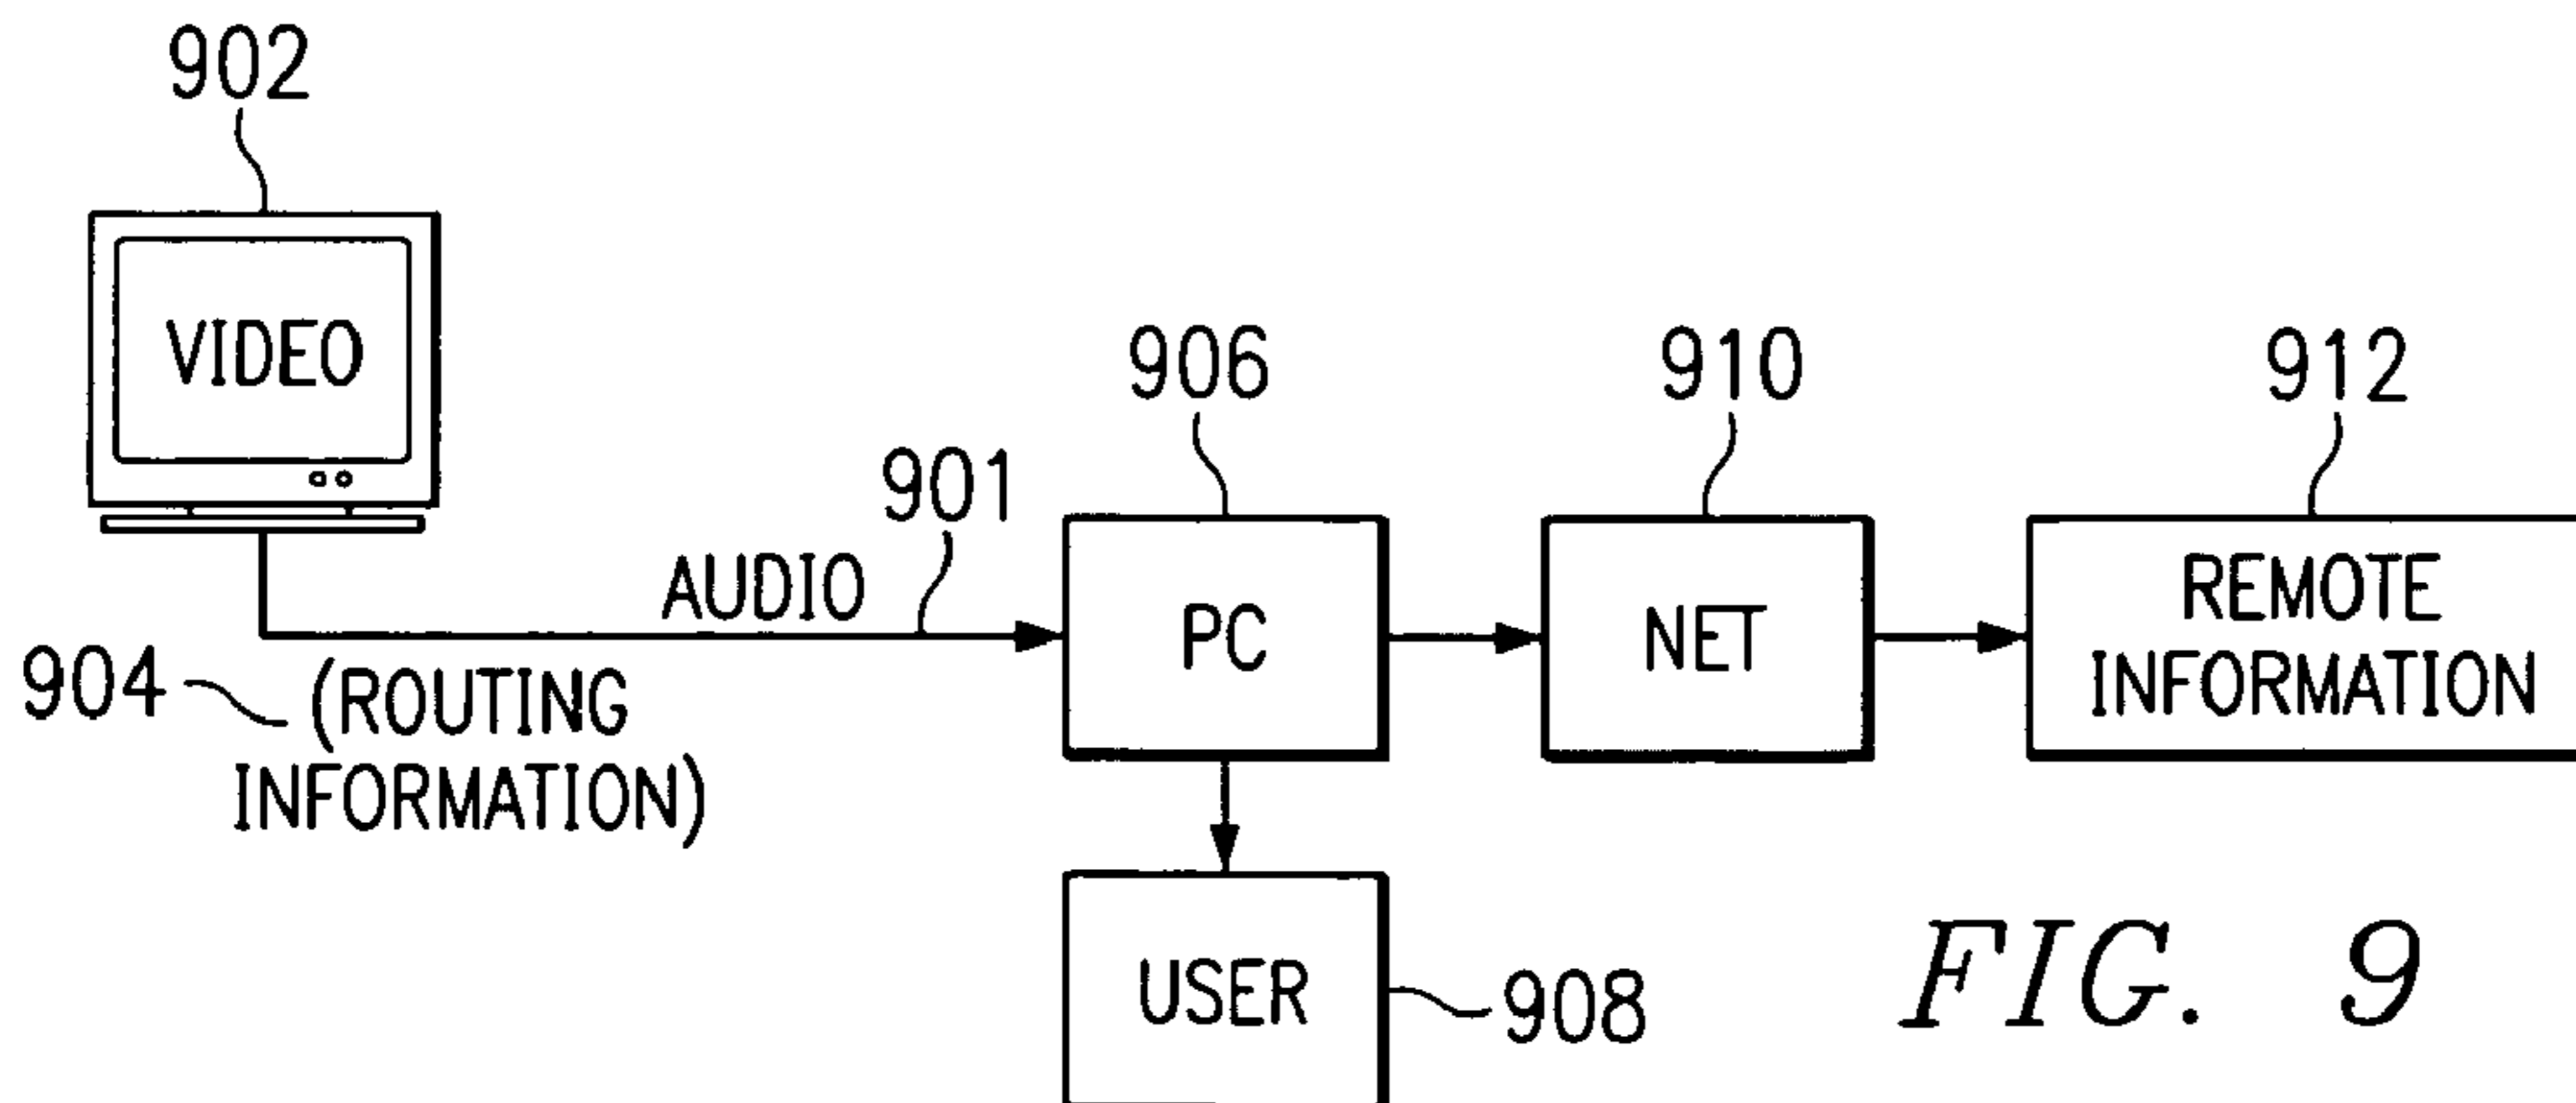 902
VIDEO
904
(ROUTING
INFORMATION)
AUDIO
901
906
PC
USER
908
910
NET
912
REMOTE
INFORMATION
FIG. 9